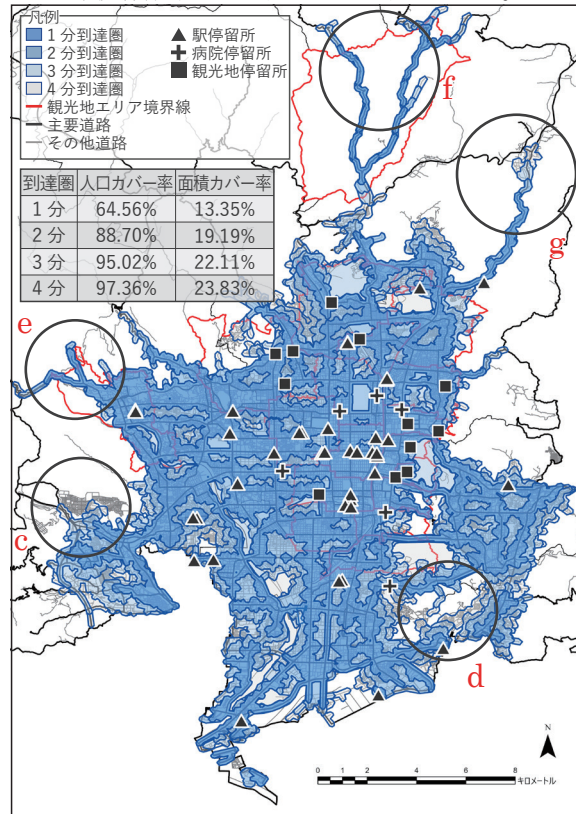 凡例
1分到達圏
2分到達圏
3分到達圏
4分到達圏
観光地エリア境界線
主要道路
その他道路
駅停留所
病院停留所
観光地停留所
到達圏 人口カバー率 面積カバー率
1分 64.56% 13.35%
2分 88.70% 19.19%
3分 95.02% 22.11%
4分 97.36% 23.83%
f
g
e
c
d
N
0 1 2 4 6 8
キロメートル